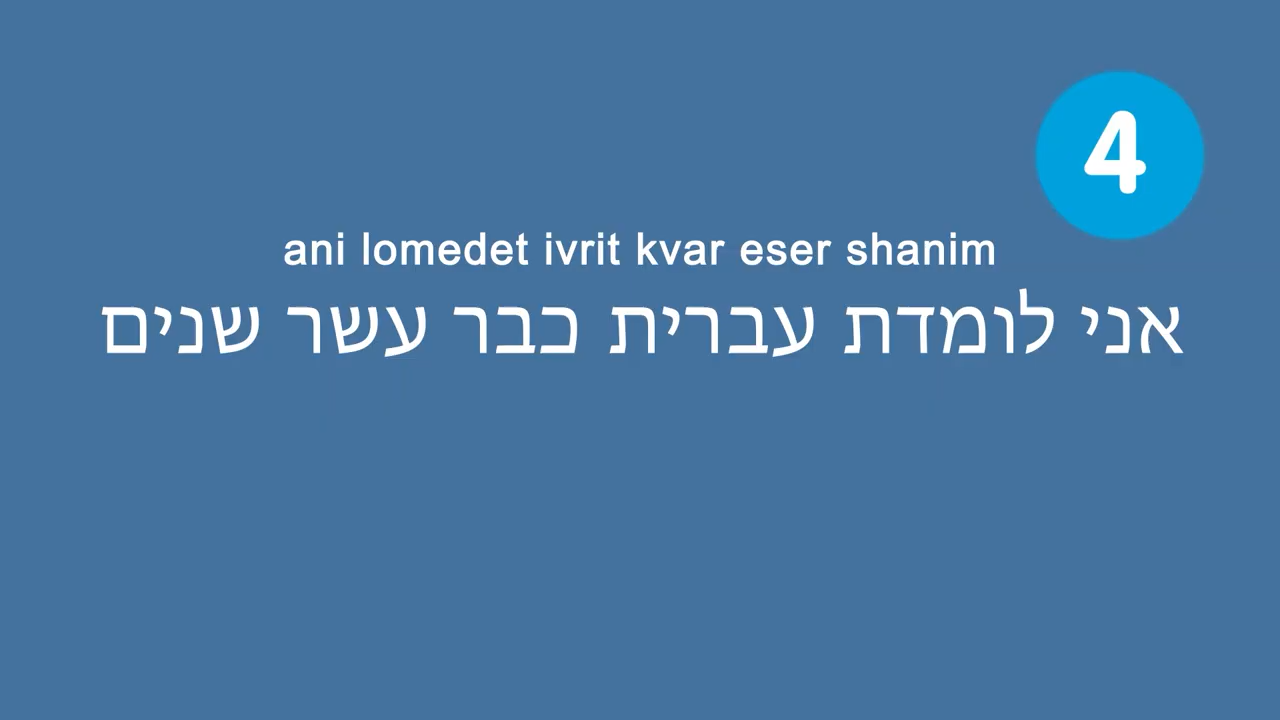 4
ani lomedet ivrit kvar eser shanim
אני לומדת עברית כבר עשר שנים